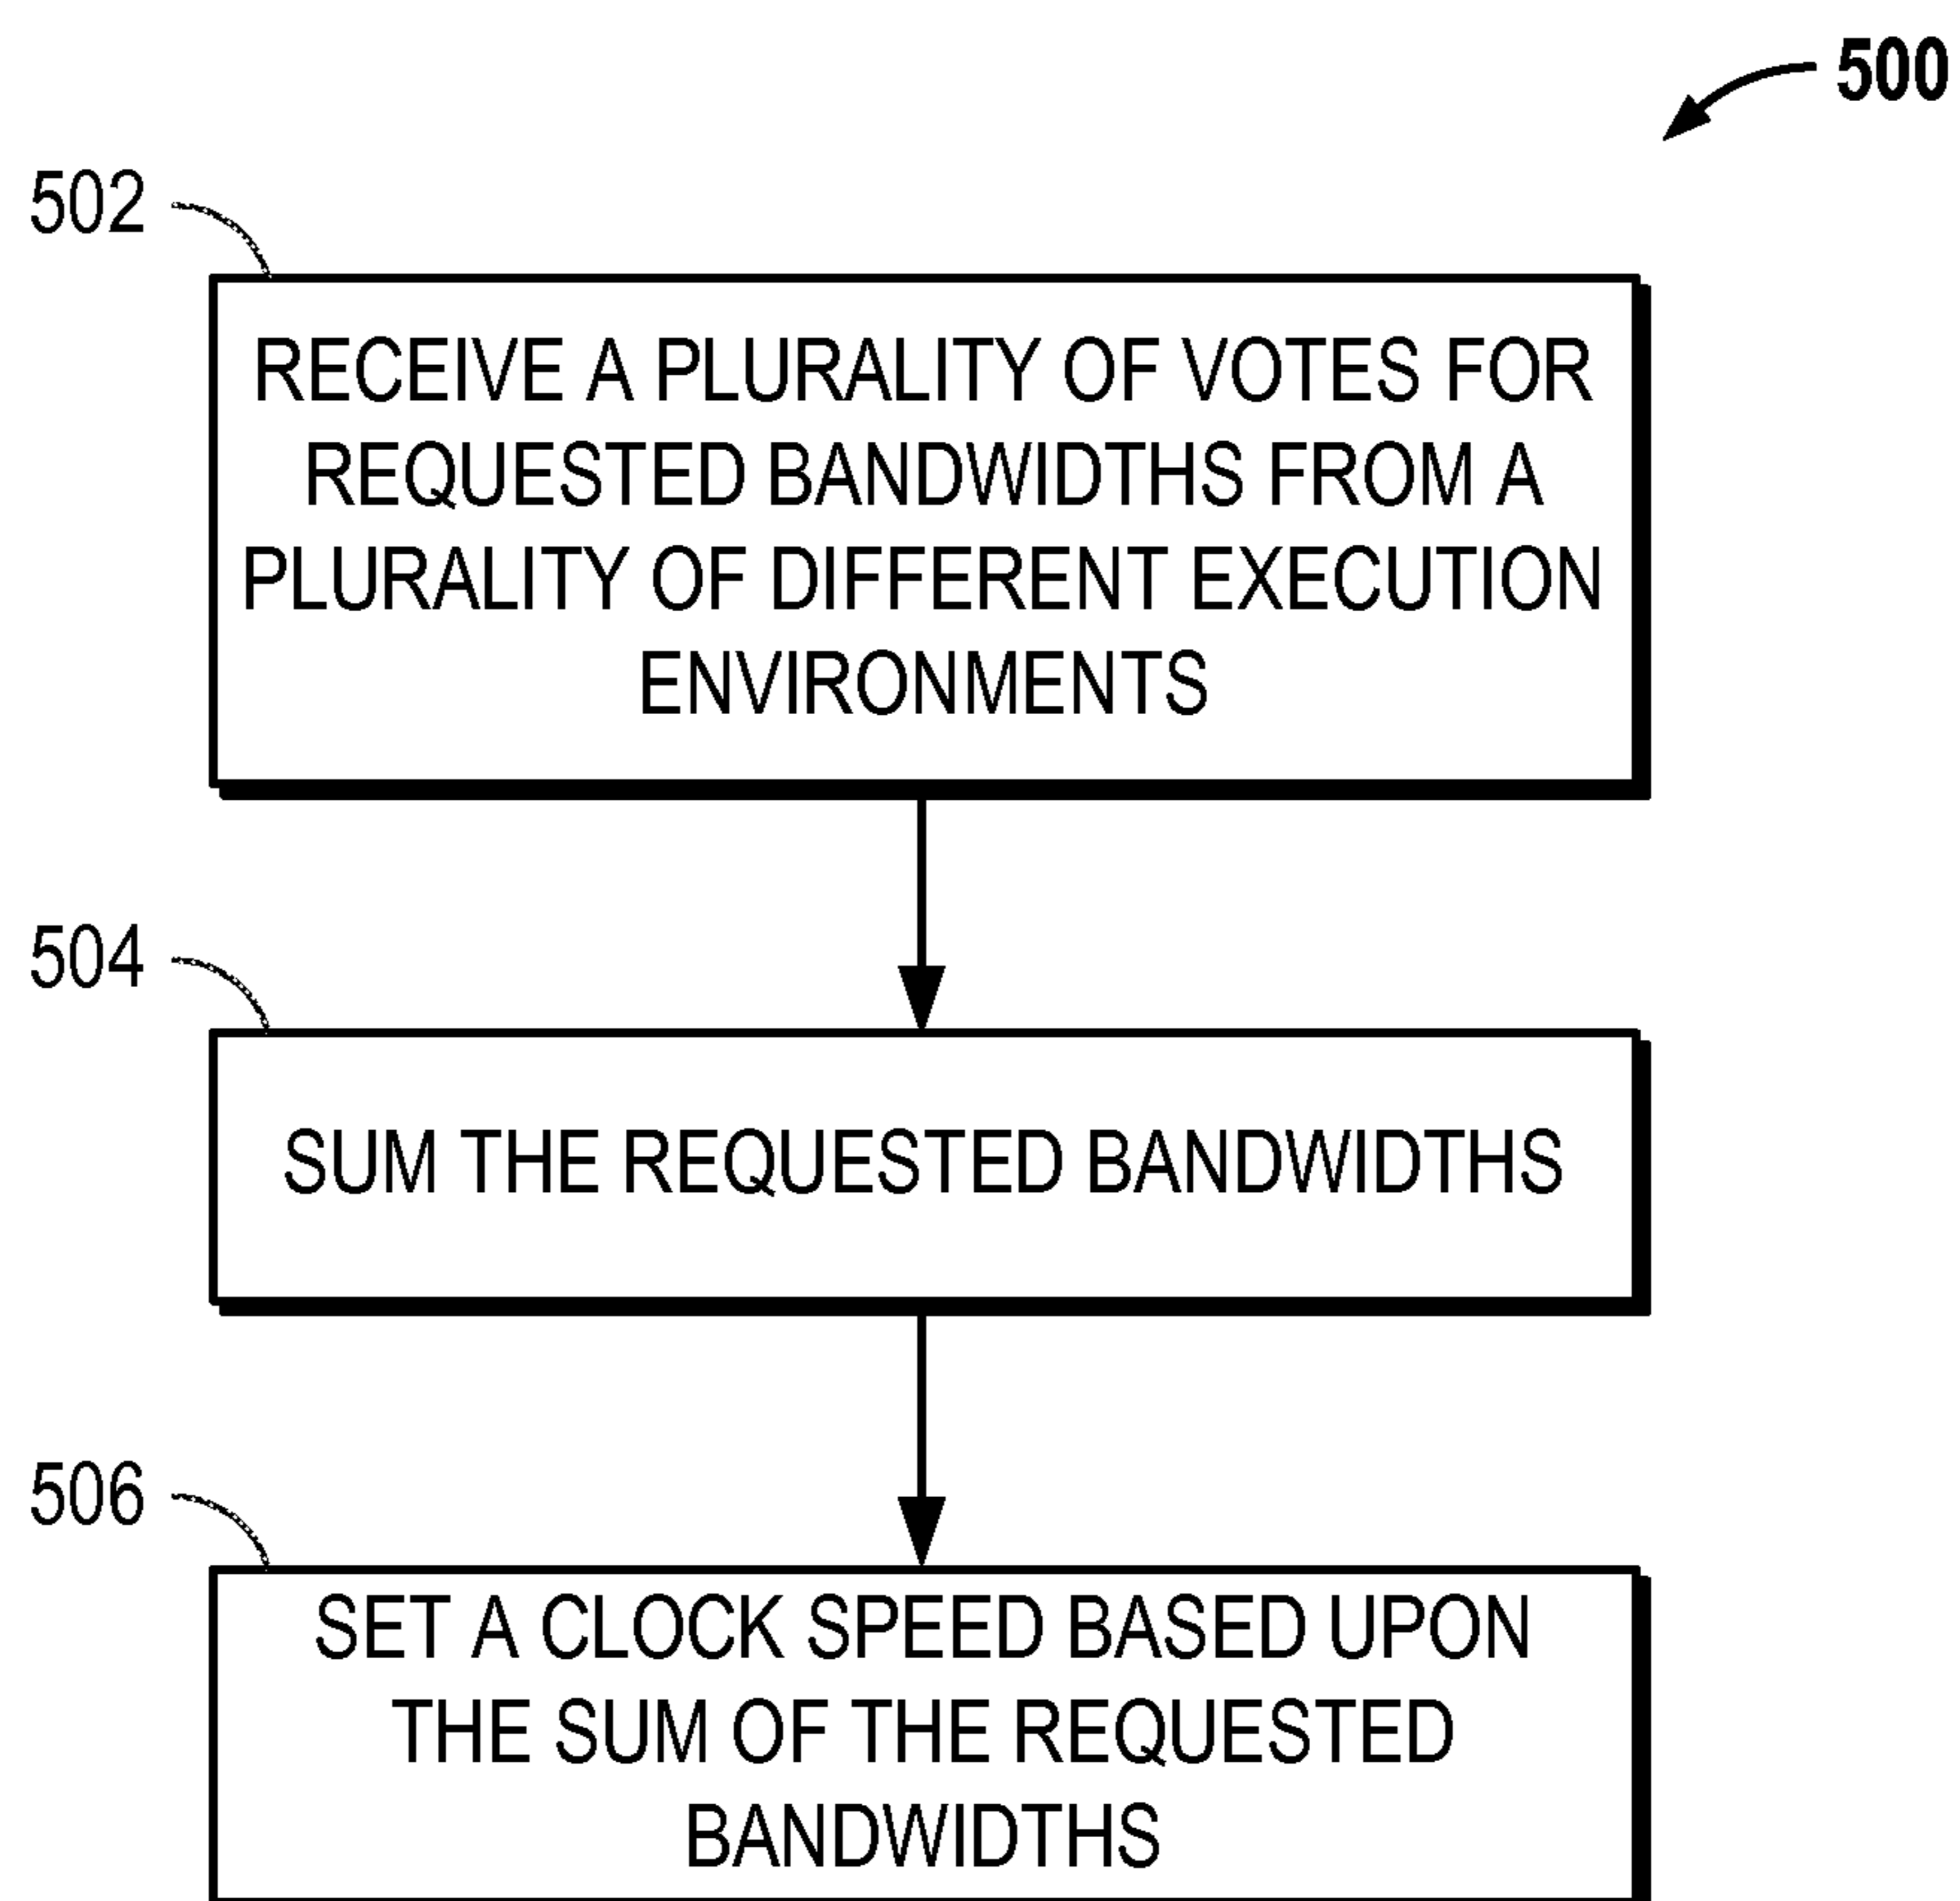 500
502
RECEIVE A PLURALITY OF VOTES FOR
REQUESTED BANDWIDTHS FROM A
PLURALITY OF DIFFERENT EXECUTION
ENVIRONMENTS
504
SUM THE REQUESTED BANDWIDTHS
506
SET A CLOCK SPEED BASED UPON
THE SUM OF THE REQUESTED
BANDWIDTHS